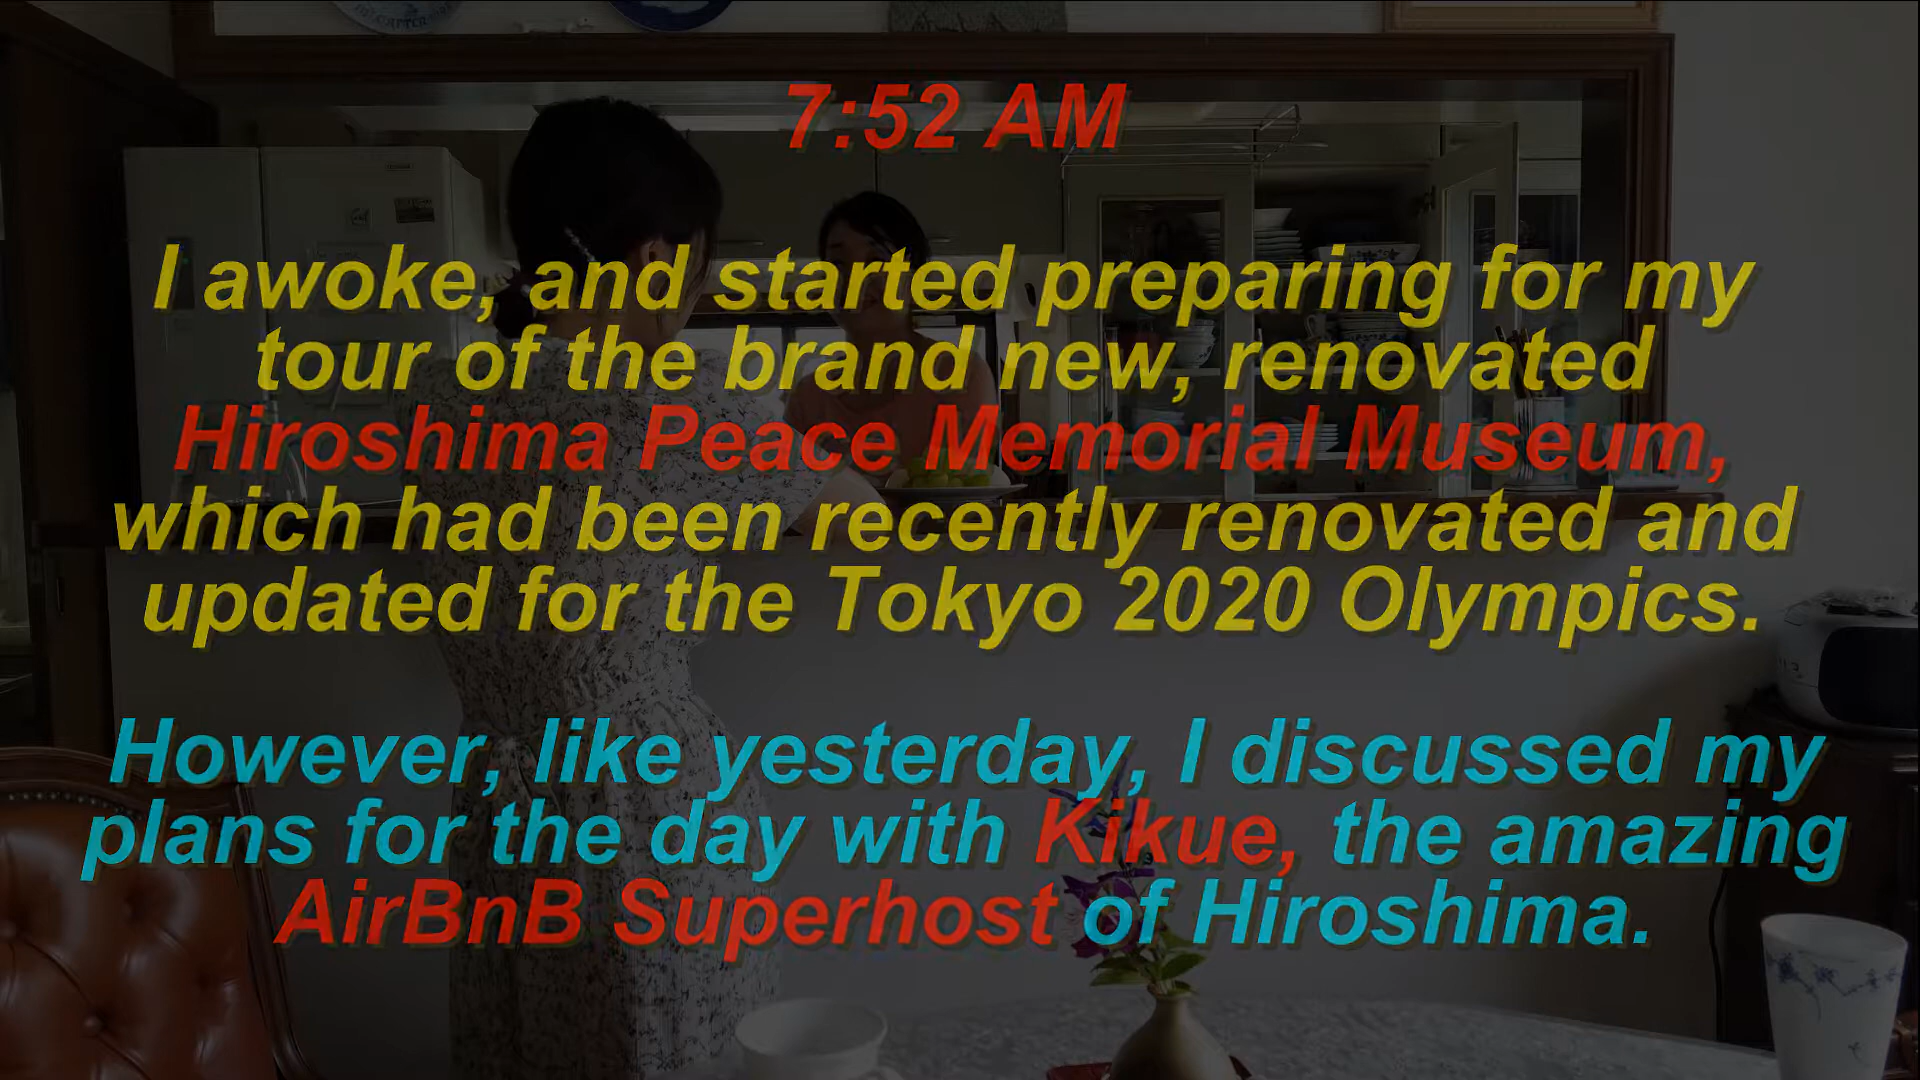 7:52 AM
I awoke, and started preparing for my
tour of the brand new, renovated
Hiroshima Peace Memorial Museum,
which had been recently renovated and
updated for the Tokyo 2020 Olympics.
However, like yesterday, I discussed my
plans for the day with Kikue, the amazing
AirBnB Superhost of Hiroshima.